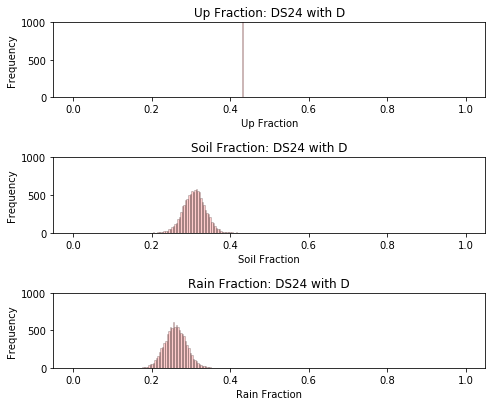 Up Fraction: DS24 with D
1000
500
0
Frequency
0.0 0.2 0.4 0.6 0.8 1.0
Up Fraction
Soil Fraction: DS24 with D
1000
500
0
Frequency
0.0 0.2 0.4 0.6 0.8 1.0
Soil Fraction
Rain Fraction: DS24 with D
1000
500
0
Frequency
0.0 0.2 0.4 0.6 0.8 1.0
Rain Fraction